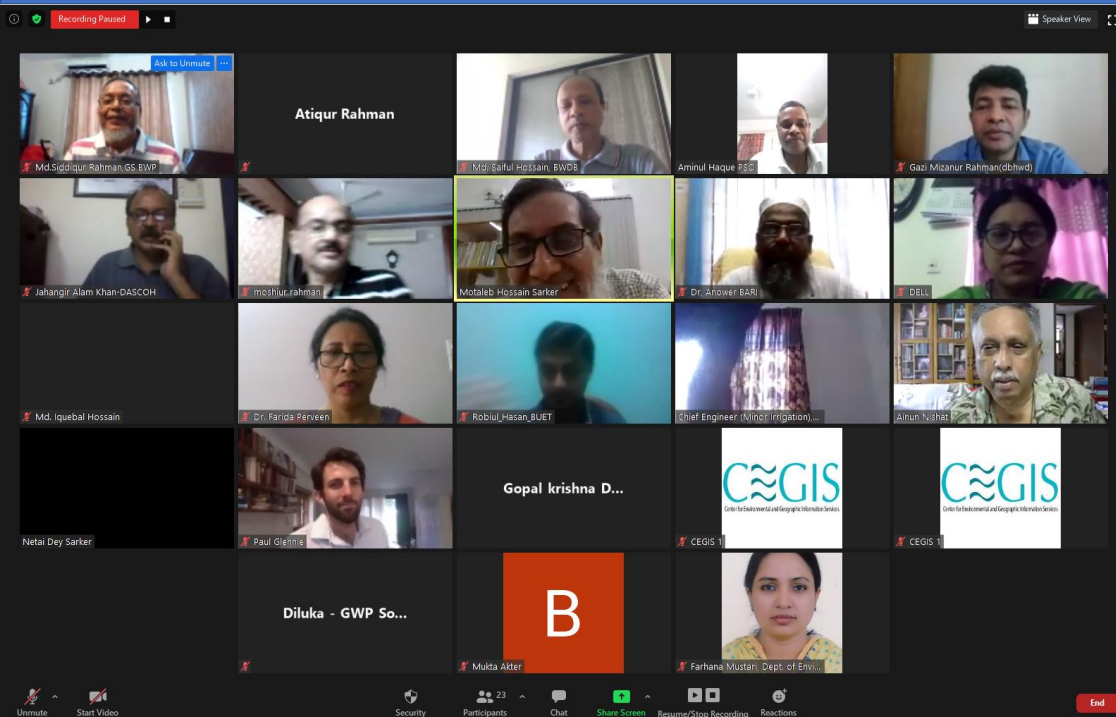 Recording Paused
Speaker View
Ask to Unmute
Md.Siddiqur Rahman,GS,BWP
Atiqur Rahman
Md. Saiful Hossain, BWDB
Aminul Haque PSO
Gazi Mizanur Rahman(dbhwd)
Jahangir Alam Khan-DASCOH
moshiur rahman
Motaleb Hossain Sarker
Dr. Anower BARI
DELL
Md. Iquebal Hossain
Dr. Farida Perveen
Robiul_Hasan_BUET
Chief Engineer (Minor Irrigation),...
Ainun Nishat
Netai Dey Sarker
Paul Glennie
Gopal krishna D...
CEGIS
Center for Environmental and Geographic Information Services
CEGIS 1
CEGIS
Center for Environmental and Geographic Information Services
CEGIS 1
Diluka - GWP So...
B
Mukta Akter
Farhana Mustari, Dept. of Envi...
Unmute
Start Video
Security
Participants
23
Chat
Share Screen
Resume/Stop Recording
Reactions
End